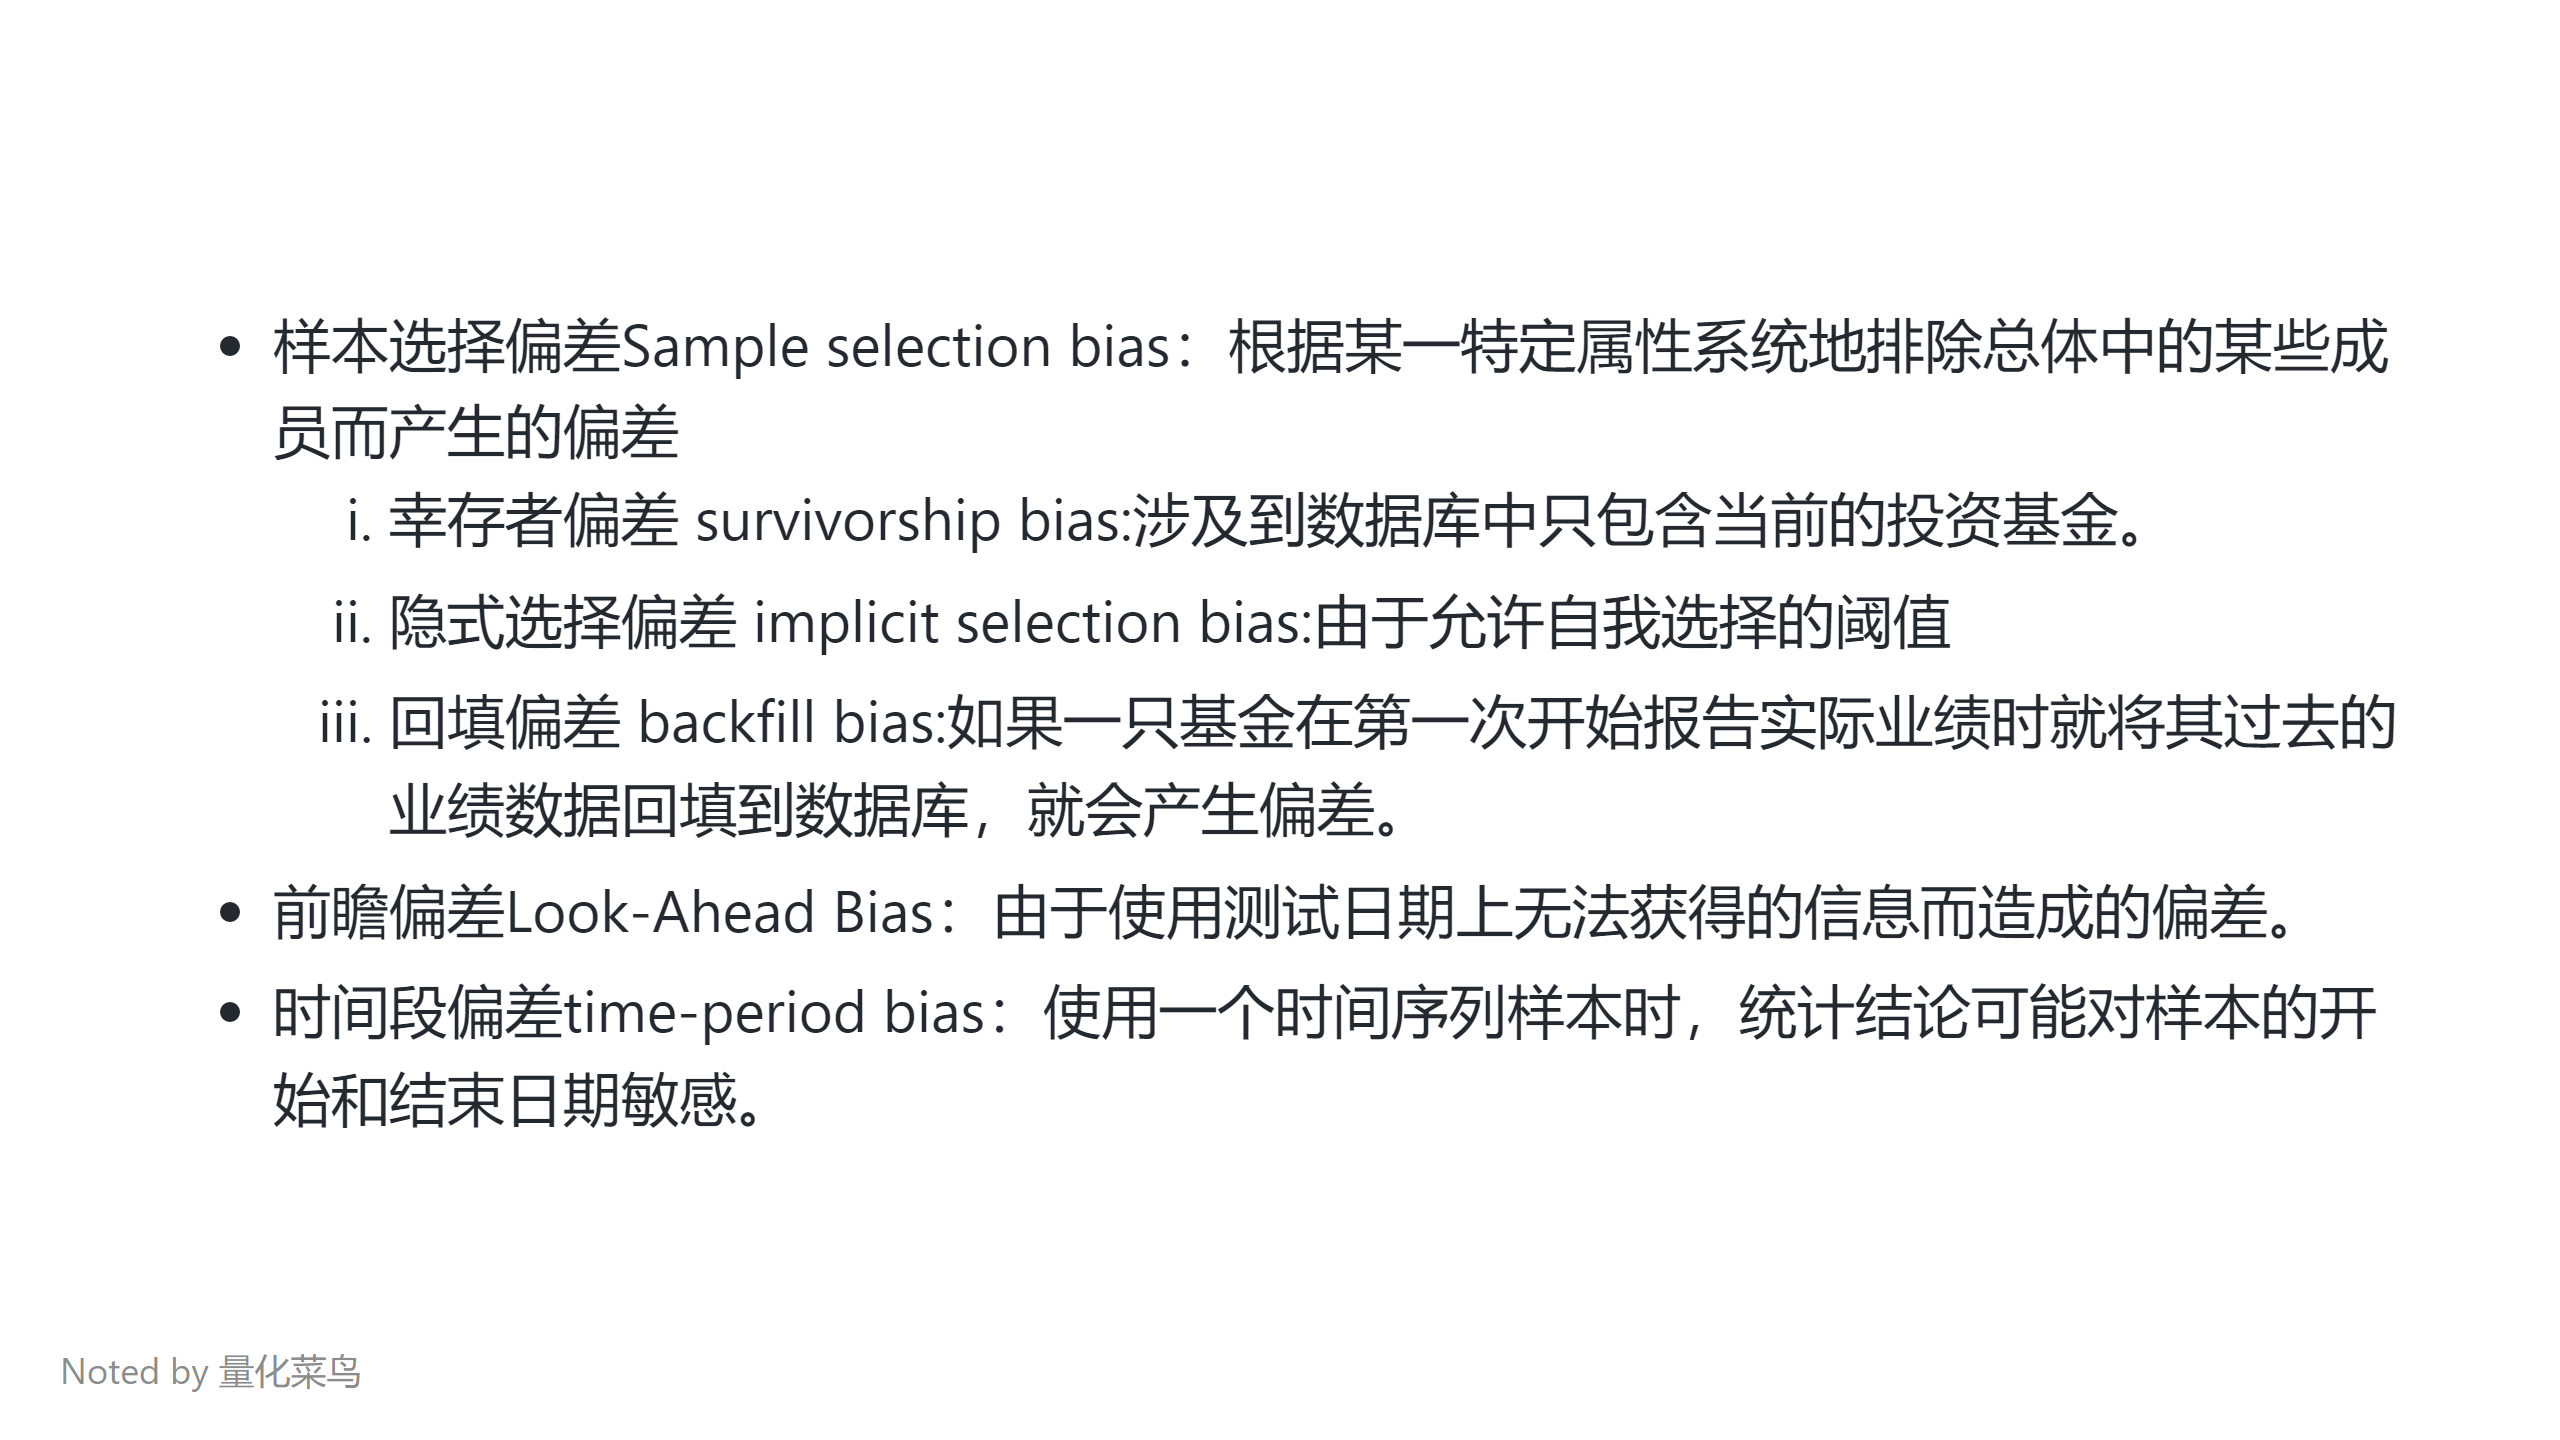 • 样本选择偏差Sample selection bias：根据某一特定属性系统地排除总体中的某些成
员而产生的偏差
i. 幸存者偏差 survivorship bias:涉及到数据库中只包含当前的投资基金。
ii. 隐式选择偏差 implicit selection bias:由于允许自我选择的阈值
iii. 回填偏差 backfill bias:如果一只基金在第一次开始报告实际业绩时就将其过去的
业绩数据回填到数据库，就会产生偏差。
• 前瞻偏差Look-Ahead Bias：由于使用测试日期上无法获得的信息而造成的偏差。
• 时间段偏差time-period bias：使用一个时间序列样本时，统计结论可能对样本的开
始和结束日期敏感。
Noted by 量化菜鸟